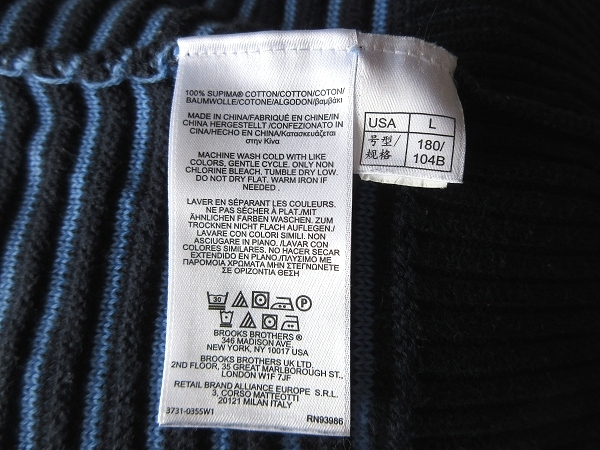 100% SUPIMA® COTTON/COTTON/COTON/
BAUMWOLLE/COTONE/ALGODON/βαμβάκι
MADE IN CHINA/FABRIQUÉ EN CHINE/IN
CHINA HERGESTELLT /CONFEZIONATO IN
CINA/HECHO EN CHINA/Κατασκευάζεται
στην Κίνα
MACHINE WASH COLD WITH LIKE
COLORS, GENTLE CYCLE. ONLY NON
CHLORINE BLEACH. TUMBLE DRY LOW.
DO NOT DRY FLAT. WARM IRON IF
NEEDED .
LAVER EN SÉPARANT LES COULEURS.
NE PAS SÉCHER À PLAT./MIT
ÄHNLICHEN FARBEN WASCHEN. ZUM
TROCKNEN NICHT FLACH AUFLEGEN./
LAVARE CON COLORI SIMILI. NON
ASCIUGARE IN PIANO./LAVAR CON
COLORES SIMILARES. NO HACER SECAR
EXTENDIDO EN PLANO./ΠΛΥΣΙΜΟ ΜΕ
ΠΑΡΟΜΟΙΑ ΧΡΩΜΑΤΑ ΜΗΝ ΣΤΕΓΝΩΝΕΤΕ
ΣΕ ΟΡΙΖΟΝΤΙΑ ΘΕΣΗ
30 P
BROOKS BROTHERS ®
346 MADISON AVE.
NEW YORK, NY 10017 USA
BROOKS BROTHERS UK LTD.
2ND FLOOR, 35 GREAT MARLBOROUGH ST.,
LONDON W1F 7JF
RETAIL BRAND ALLIANCE EUROPE S.R.L.
3, CORSO MATTEOTTI
20121 MILAN ITALY
3731-0355W1 RN93986
USA L
号型/ 180/
规格 104B